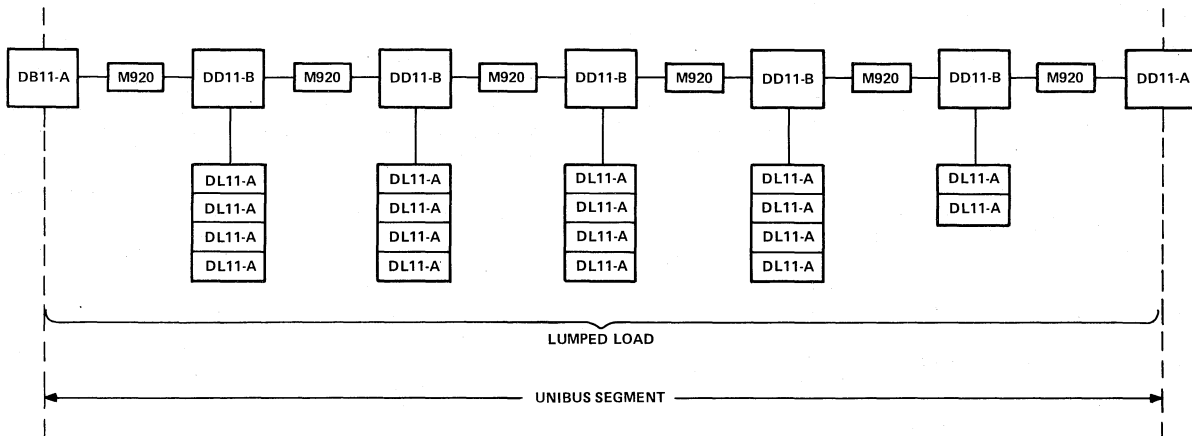 DB11-A M920 DD11-B M920 DD11-B M920 DD11-B M920 DD11-B M920 DD11-B M920 DD11-A
DL11-A DL11-A DL11-A DL11-A DL11-A
DL11-A DL11-A DL11-A DL11-A DL11-A
DL11-A DL11-A DL11-A DL11-A
DL11-A DL11-A DL11-A DL11-A
LUMPED LOAD
UNIBUS SEGMENT